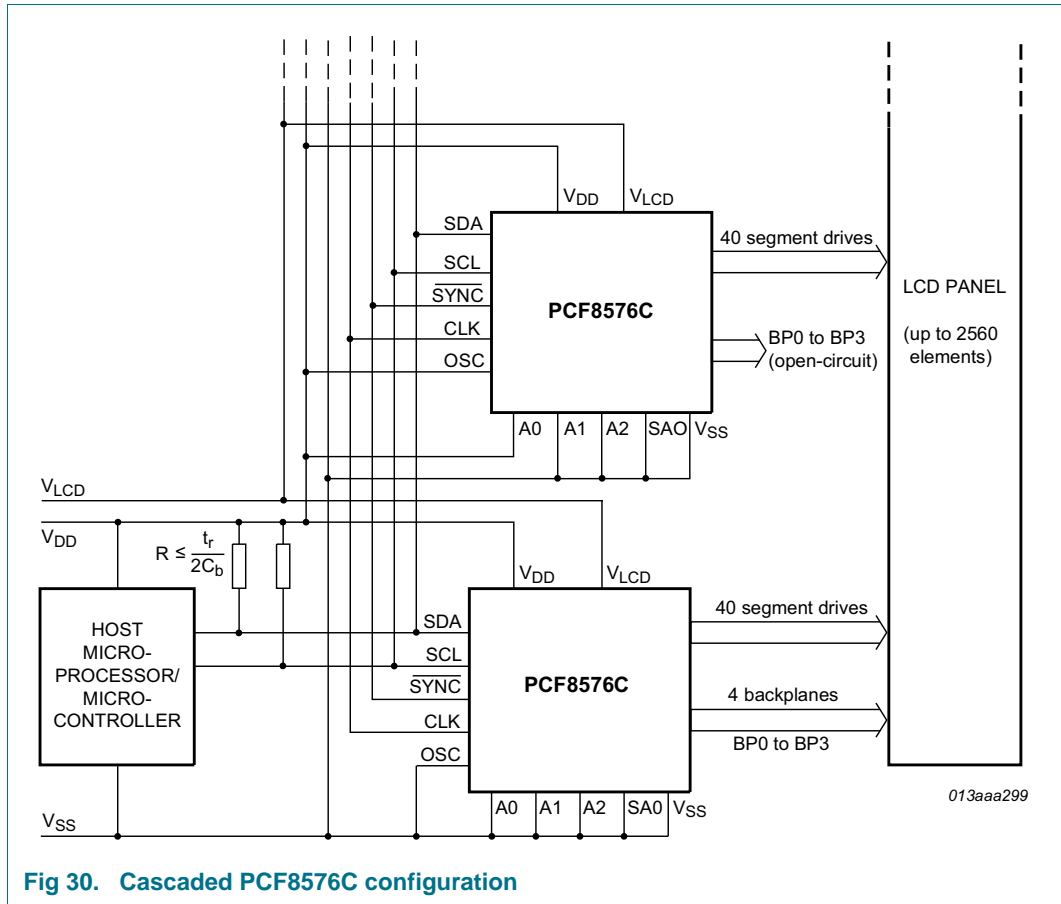 VDD
VLCD
SDA
SCL
SYNC
CLK
OSC
PCF8576C
A0
A1
A2
SAO
VSS
40 segment drives
BP0 to BP3
(open-circuit)
LCD PANEL
(up to 2560
elements)
VLCD
VDD
R ≤ tr/2Cb
HOST
MICRO-
PROCESSOR/
MICRO-
CONTROLLER
VSS
VDD
VLCD
SDA
SCL
SYNC
CLK
OSC
PCF8576C
A0
A1
A2
SA0
VSS
40 segment drives
4 backplanes
BP0 to BP3
013aaa299
Fig 30. Cascaded PCF8576C configuration